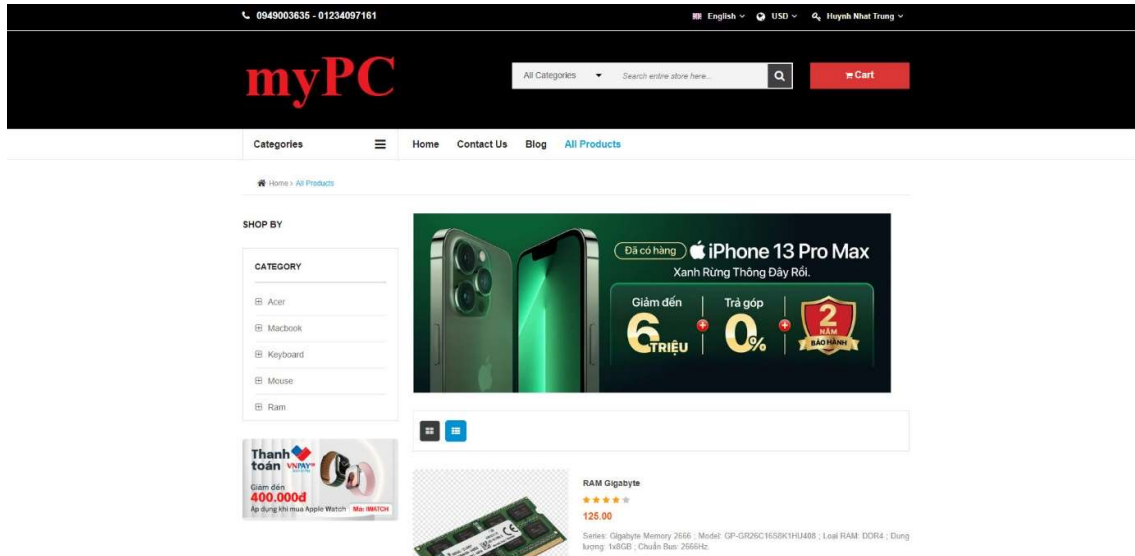 0949003635 - 01234097161
English
USD
Huynh Nhat Trung
myPC
All Categories
Search entire store here...
Cart
Categories
Home
Contact Us
Blog
All Products
Home › All Products
SHOP BY
CATEGORY
Acer
Macbook
Keyboard
Mouse
Ram
Đã có hàng
iPhone 13 Pro Max
Xanh Rừng Thông Đây Rồi.
Giảm đến
6
TRIỆU
Trả góp
0%
2
NĂM
BẢO HÀNH
Thanh
toán VNPAY
Giảm đến
400.000đ
Áp dụng khi mua Apple Watch
Mã: IWATCH
RAM Gigabyte
125.00
Series: Gigabyte Memory 2666 ; Model: GP-GR26C16S8K1HU408 ; Loại RAM: DDR4 ; Dung
lượng: 1x8GB ; Chuẩn Bus: 2666Hz.